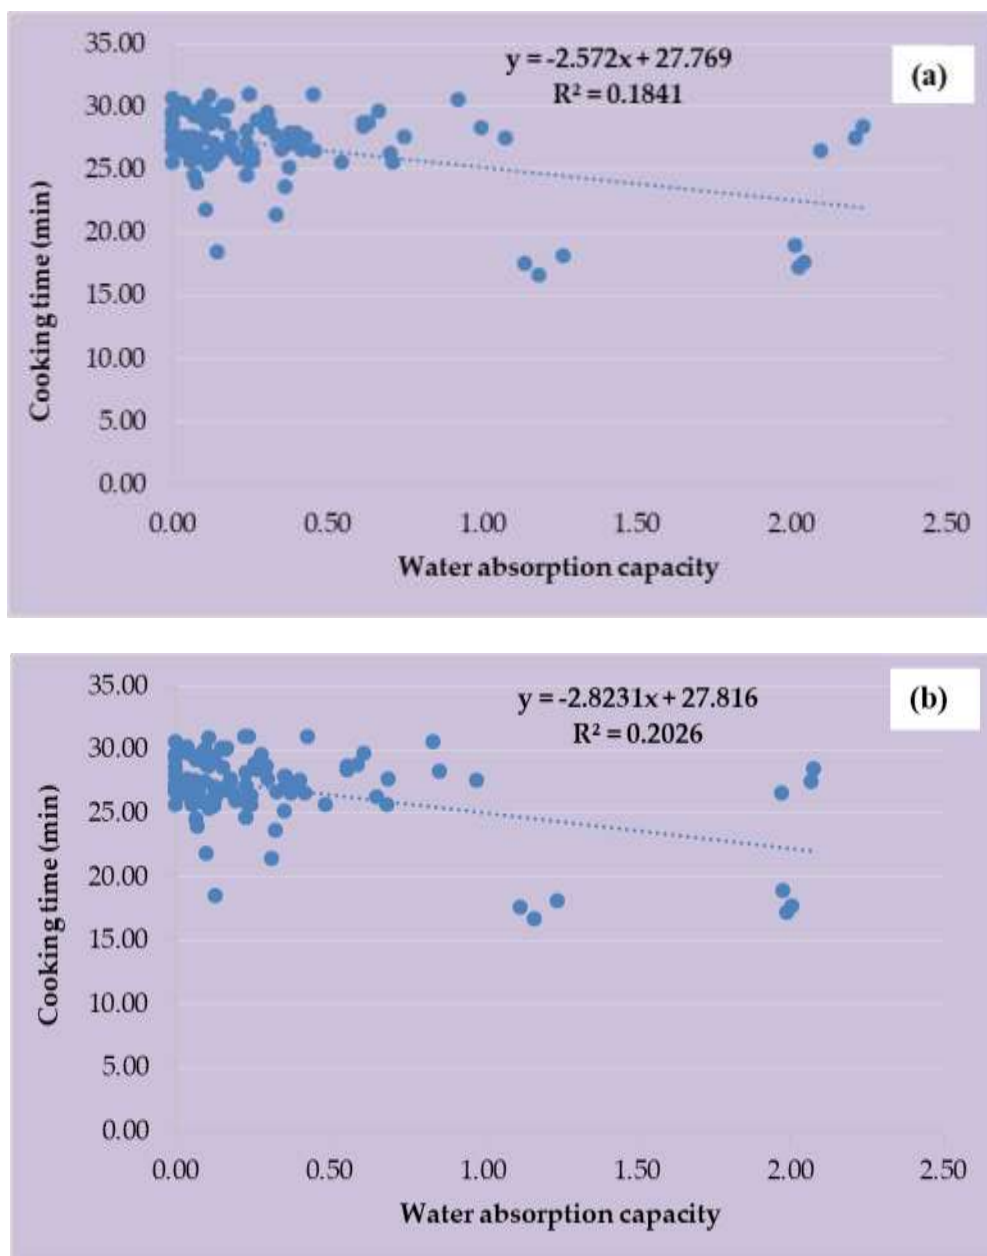 35.00
30.00
25.00
20.00
15.00
10.00
5.00
0.00
y = -2.572x + 27.769
R² = 0.1841
(a)
Cooking time (min)
0.00 0.50 1.00 1.50 2.00 2.50
Water absorption capacity
35.00
30.00
25.00
20.00
15.00
10.00
5.00
0.00
y = -2.8231x + 27.816
R² = 0.2026
(b)
Cooking time (min)
0.00 0.50 1.00 1.50 2.00 2.50
Water absorption capacity